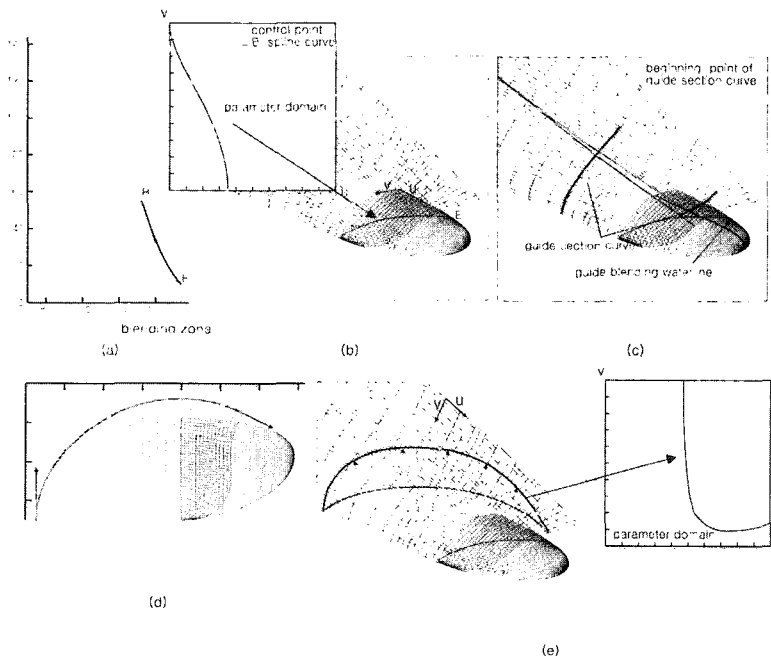 V
control point
B spline curve
parameter domain
V
U
E
H
F
blending zone
(a)
(b)
beginning point of
guide section curve
guide section curve
guide blending waterline
(c)
V
u
V
parameter domain
(d)
(e)